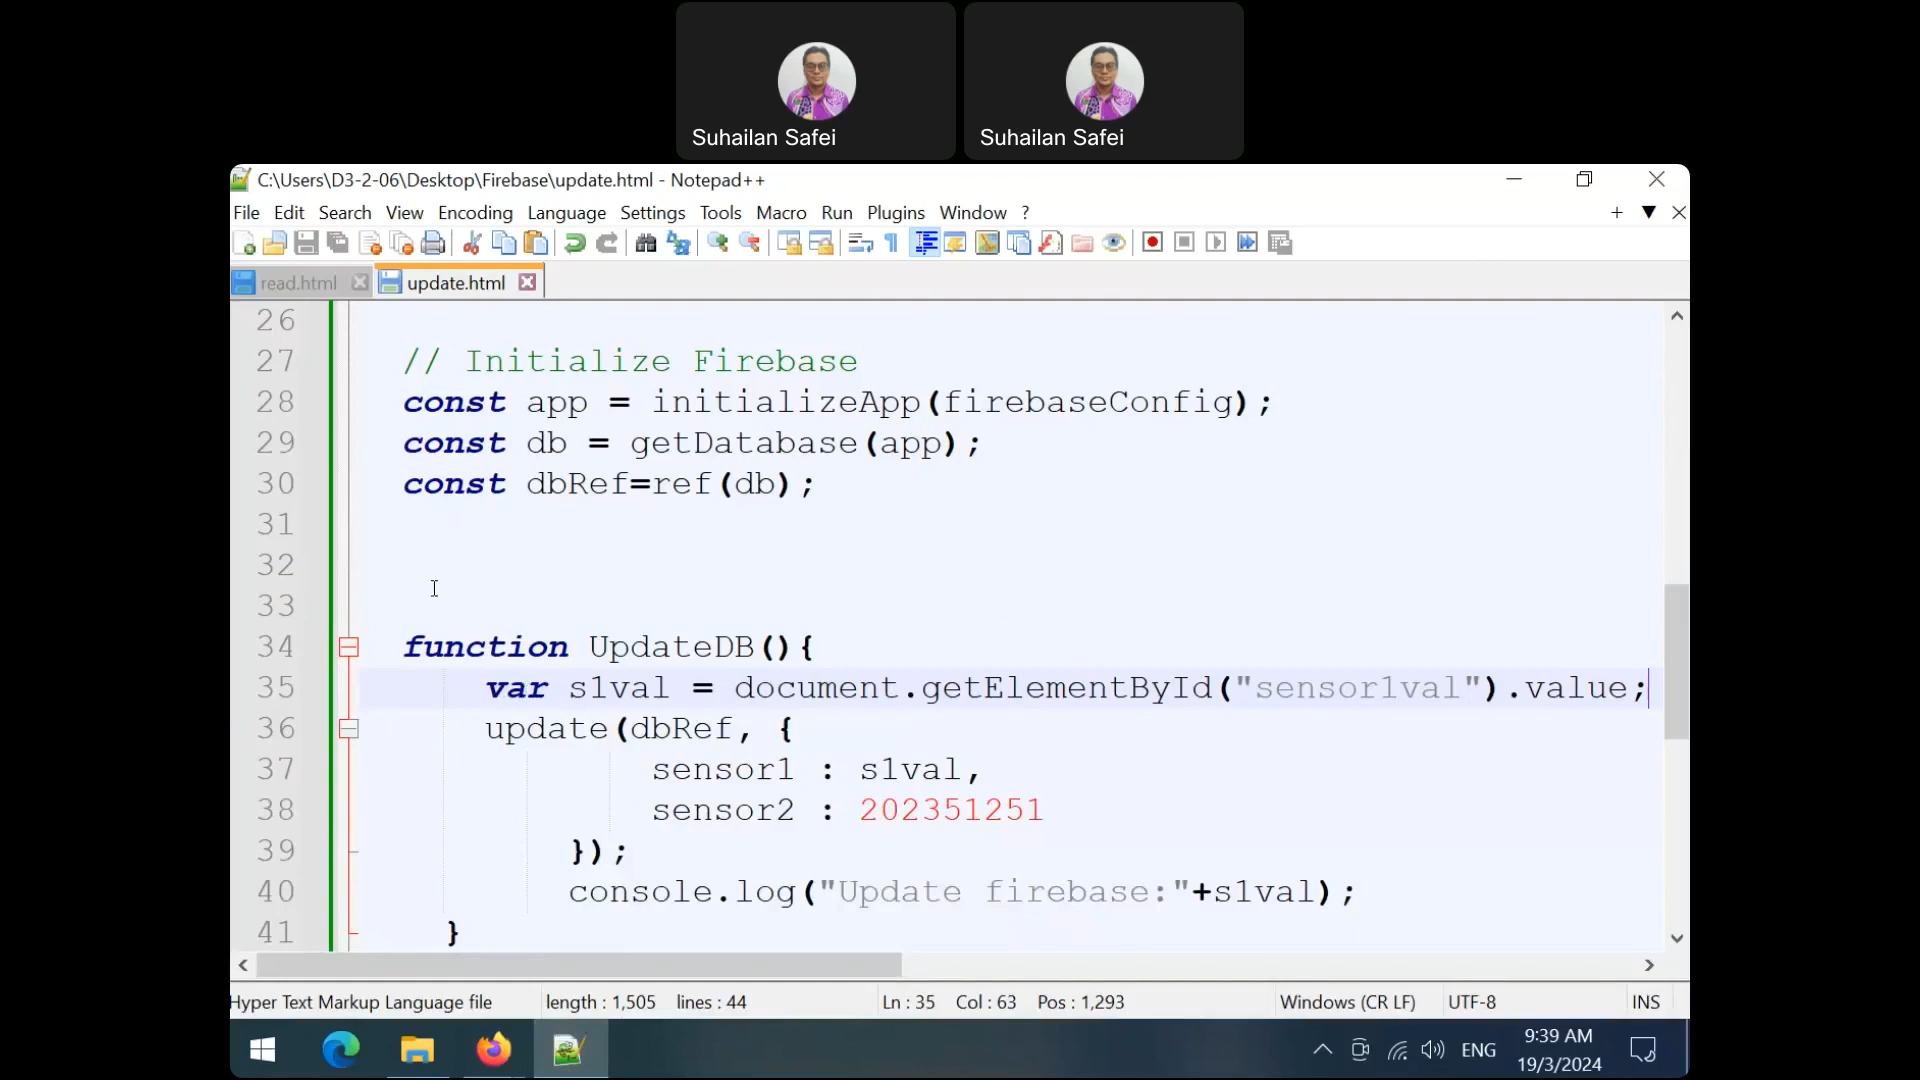 Suhailan Safei
Suhailan Safei
C:\Users\D3-2-06\Desktop\Firebase\update.html - Notepad++
File Edit Search View Encoding Language Settings Tools Macro Run Plugins Window ?
read.html
update.html
26
27 // Initialize Firebase
28 const app = initializeApp(firebaseConfig);
29 const db = getDatabase(app);
30 const dbRef=ref(db);
31
32
33
34 function UpdateDB(){
35 var s1val = document.getElementById("sensor1val").value;
36 update(dbRef, {
37 sensor1 : s1val,
38 sensor2 : 202351251
39 });
40 console.log("Update firebase:"+s1val);
41 }
Hyper Text Markup Language file length : 1,505 lines : 44 Ln : 35 Col : 63 Pos : 1,293 Windows (CR LF) UTF-8 INS
ENG
9:39 AM
19/3/2024